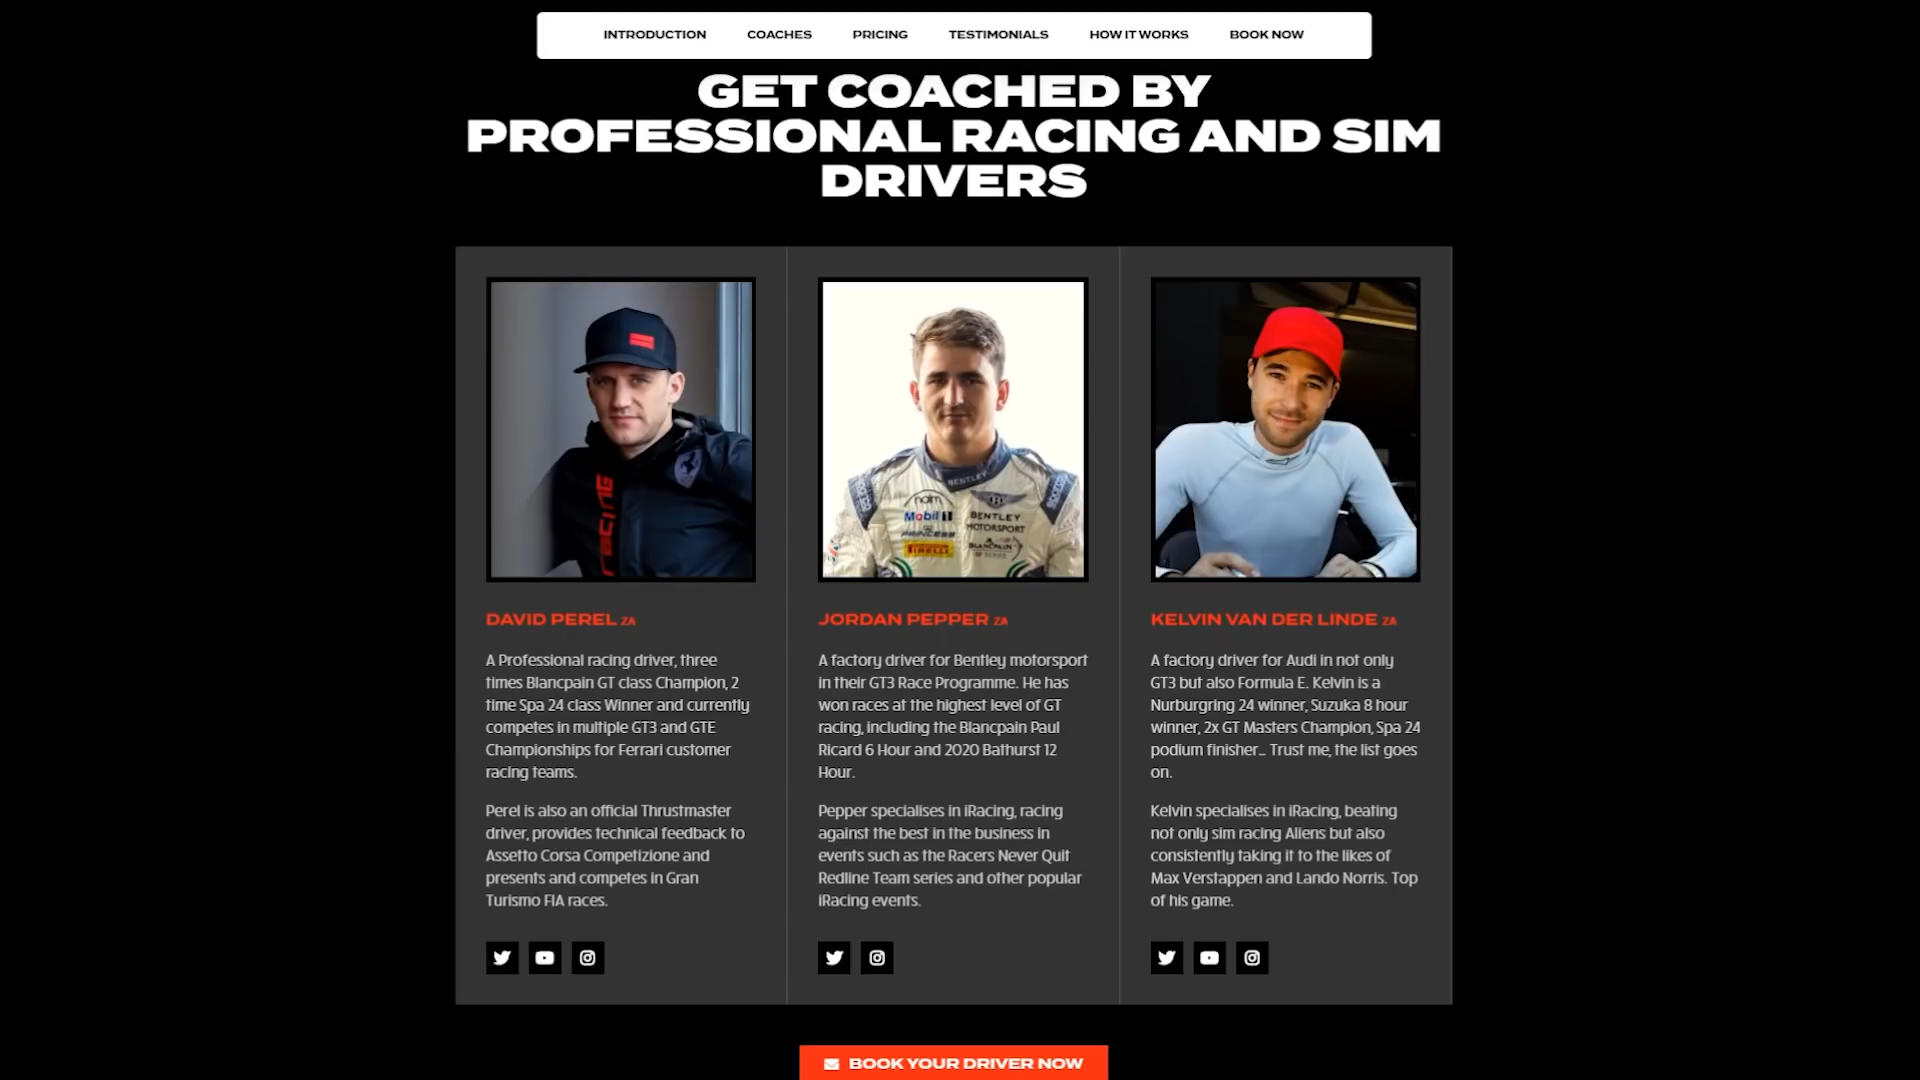 INTRODUCTION COACHES PRICING TESTIMONIALS HOW IT WORKS BOOK NOW
GET COACHED BY
PROFESSIONAL RACING AND SIM
DRIVERS
racing
BENTLEY
naim
Mobil 1
PRINCESS
PIRELLI
BENTLEY
MOTORSPORT
BLANCPAIN
DAVID PEREL ZA
A Professional racing driver, three
times Blancpain GT class Champion, 2
time Spa 24 class Winner and currently
competes in multiple GT3 and GTE
Championships for Ferrari customer
racing teams.
Perel is also an official Thrustmaster
driver, provides technical feedback to
Assetto Corsa Competizione and
presents and competes in Gran
Turismo FIA races.
JORDAN PEPPER ZA
A factory driver for Bentley motorsport
in their GT3 Race Programme. He has
won races at the highest level of GT
racing, including the Blancpain Paul
Ricard 6 Hour and 2020 Bathurst 12
Hour.
Pepper specialises in iRacing, racing
against the best in the business in
events such as the Racers Never Quit
Redline Team series and other popular
iRacing events.
KELVIN VAN DER LINDE ZA
A factory driver for Audi in not only
GT3 but also Formula E. Kelvin is a
Nurburgring 24 winner, Suzuka 8 hour
winner, 2x GT Masters Champion, Spa 24
podium finisher... Trust me, the list goes
on.
Kelvin specialises in iRacing, beating
not only sim racing Aliens but also
consistently taking it to the likes of
Max Verstappen and Lando Norris. Top
of his game.
BOOK YOUR DRIVER NOW